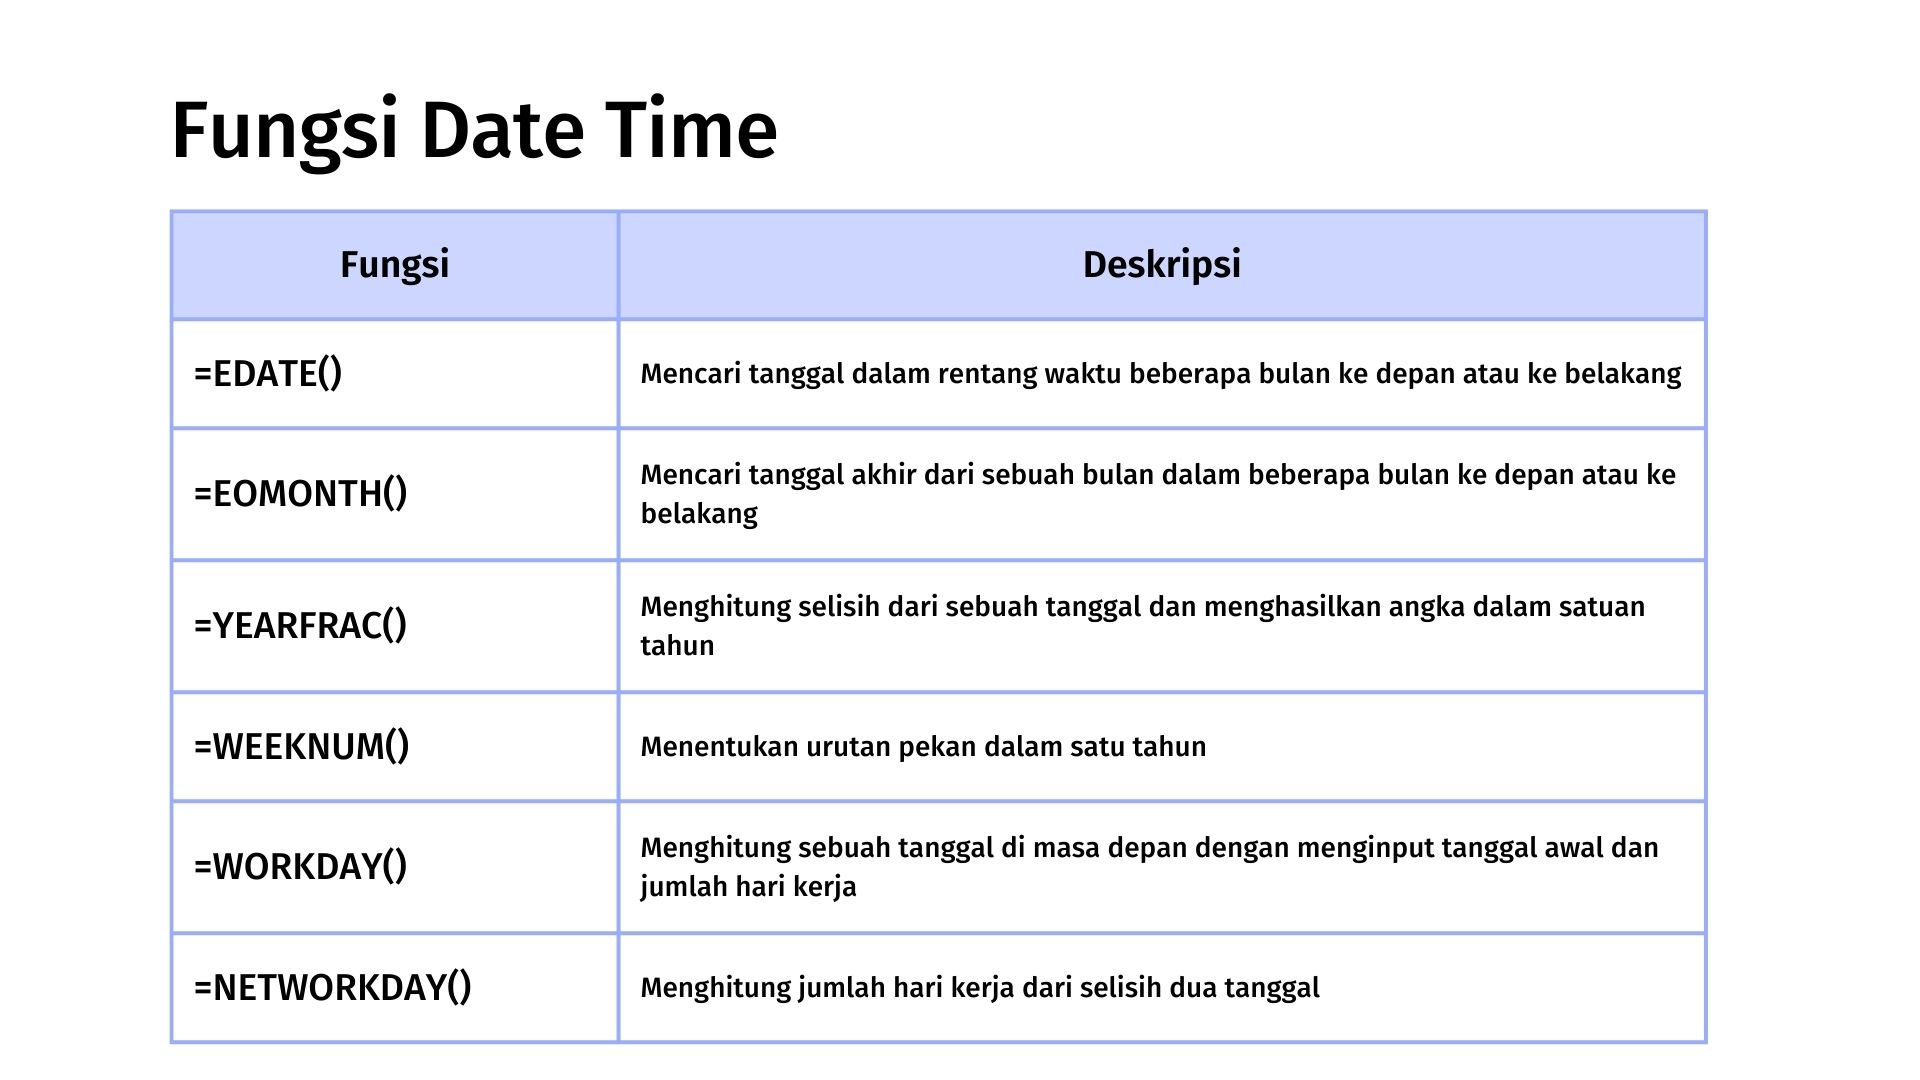 Fungsi Date Time
Fungsi
Deskripsi
=EDATE()
Mencari tanggal dalam rentang waktu beberapa bulan ke depan atau ke belakang
=EOMONTH()
Mencari tanggal akhir dari sebuah bulan dalam beberapa bulan ke depan atau ke
belakang
=YEARFRAC()
Menghitung selisih dari sebuah tanggal dan menghasilkan angka dalam satuan
tahun
=WEEKNUM()
Menentukan urutan pekan dalam satu tahun
=WORKDAY()
Menghitung sebuah tanggal di masa depan dengan menginput tanggal awal dan
jumlah hari kerja
=NETWORKDAY()
Menghitung jumlah hari kerja dari selisih dua tanggal